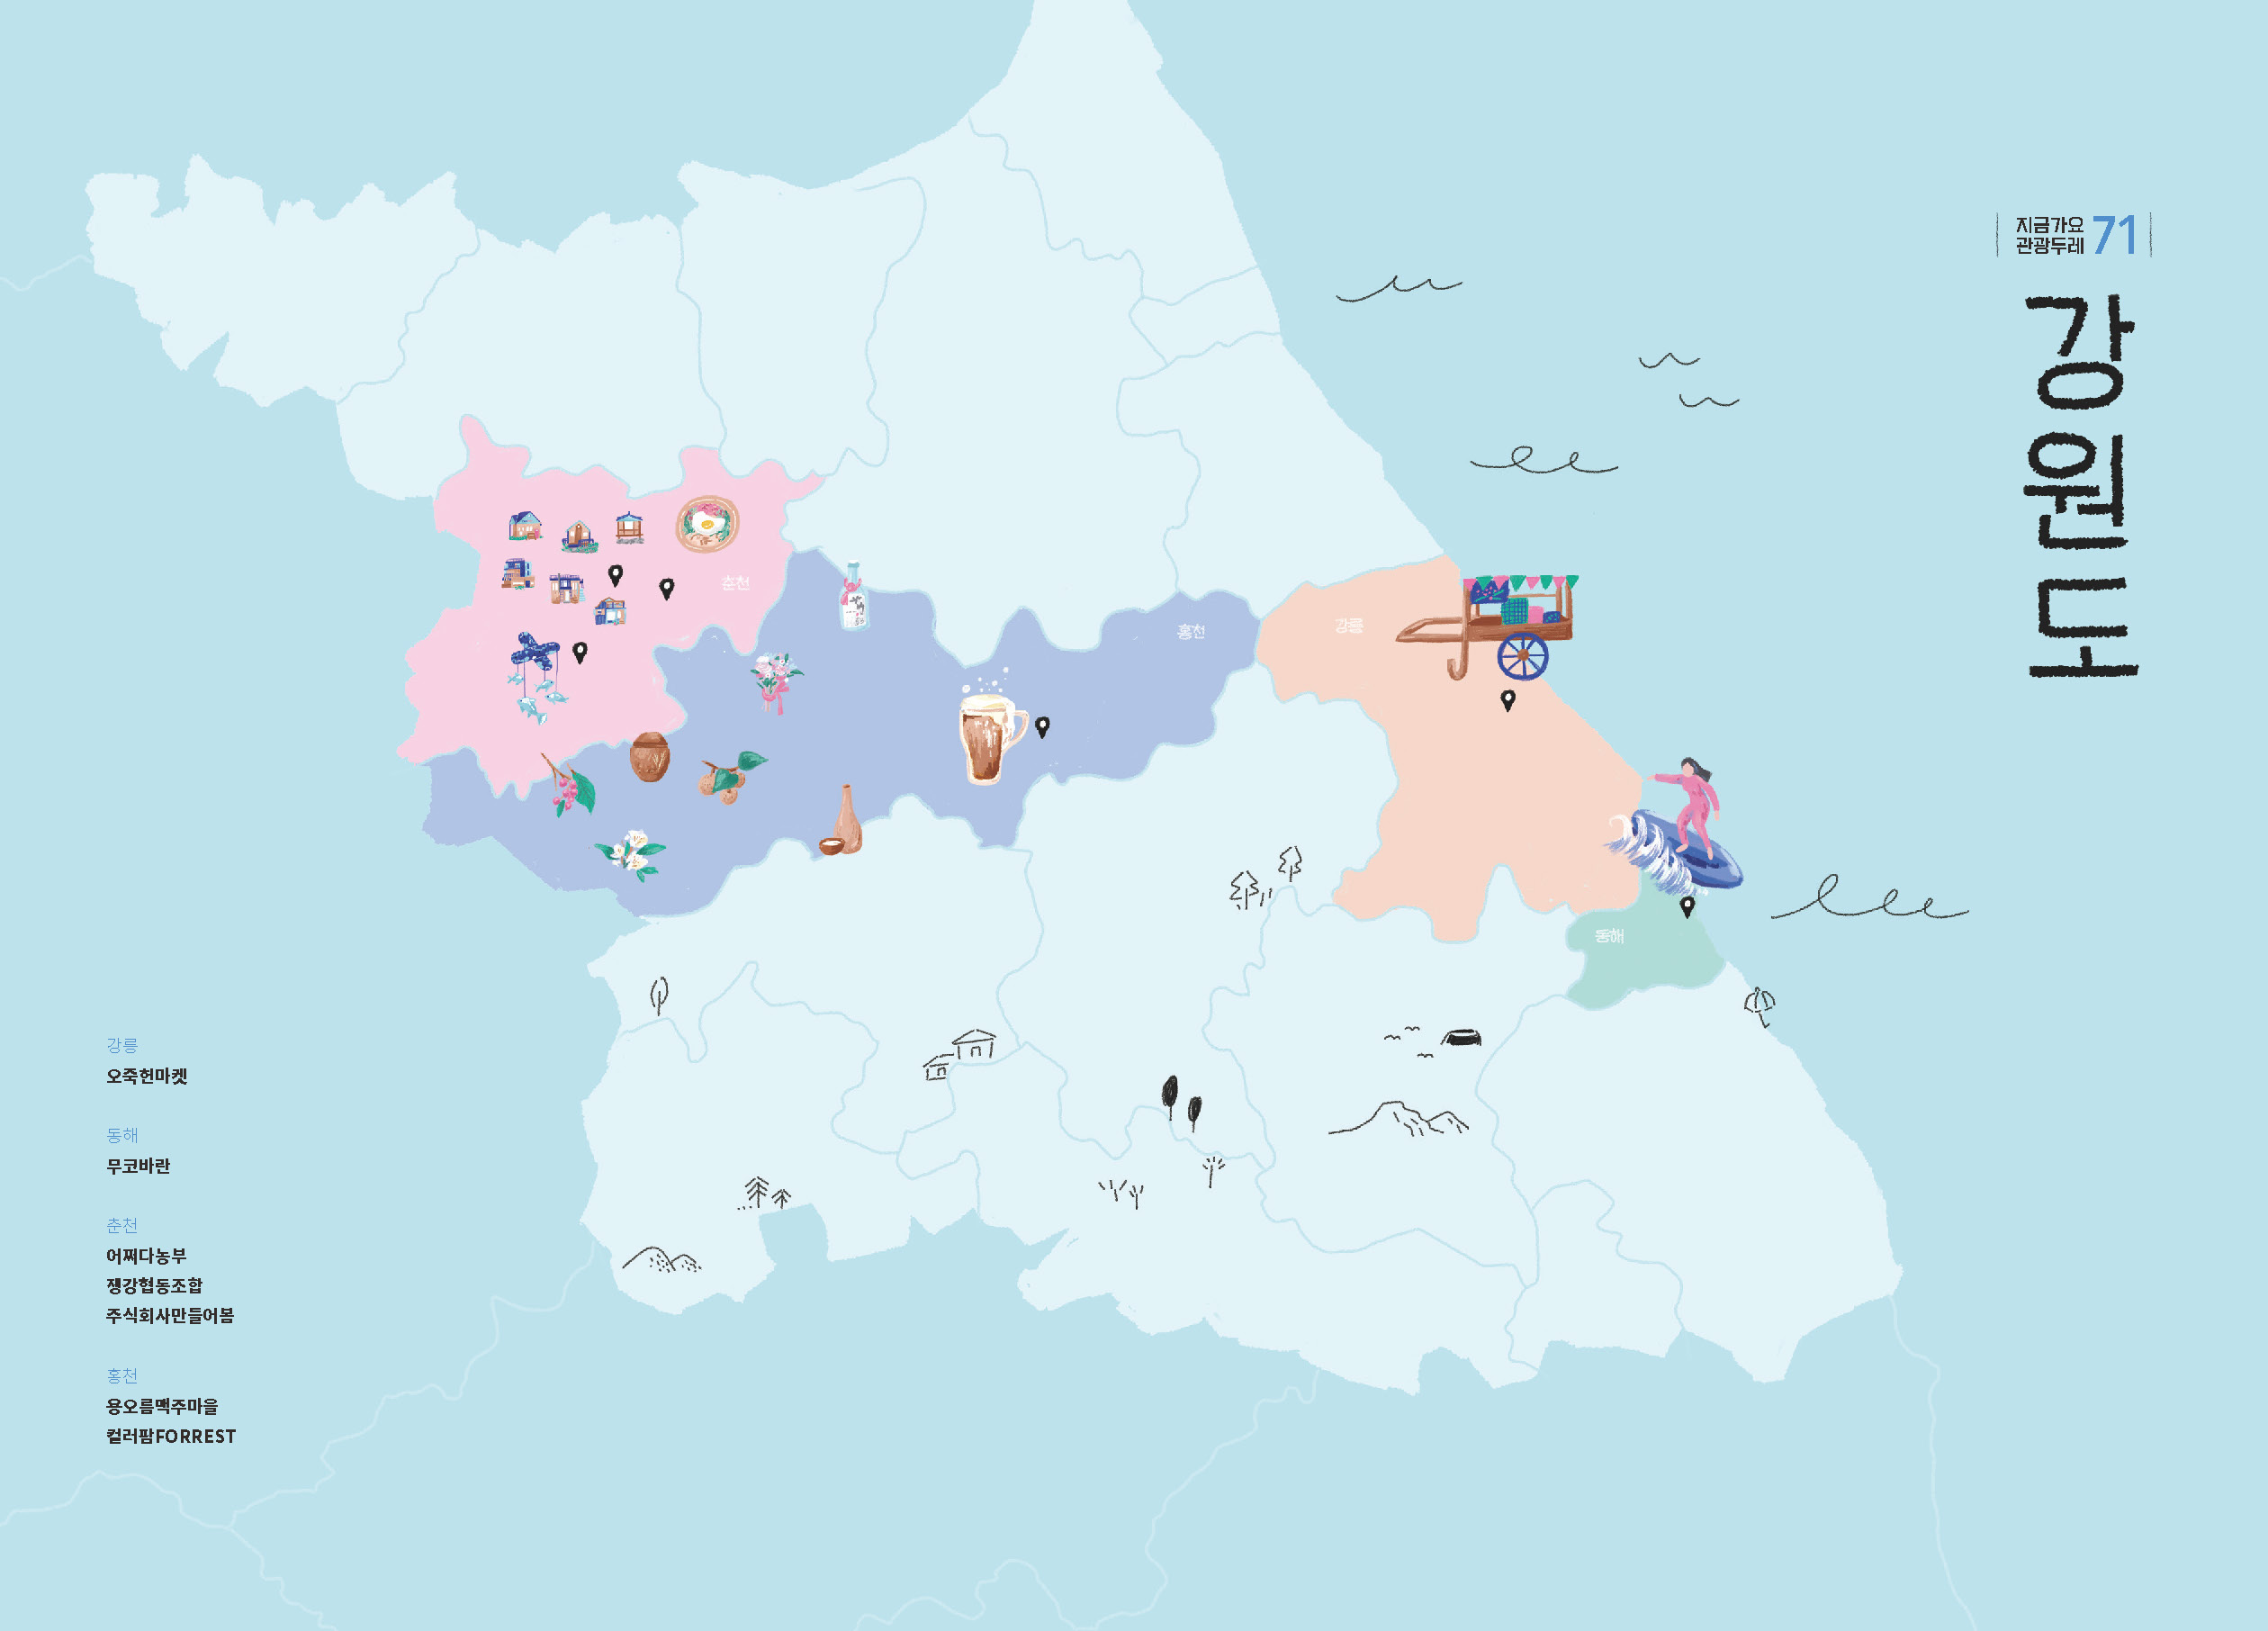 지금가요
관광두레 71
강원도
춘천
홍천
강릉
동해
강릉
오죽헌마켓
동해
무코바란
춘천
어쩌다농부
쟁강협동조합
주식회사만들어봄
홍천
용오름맥주마을
컬러팜FORREST